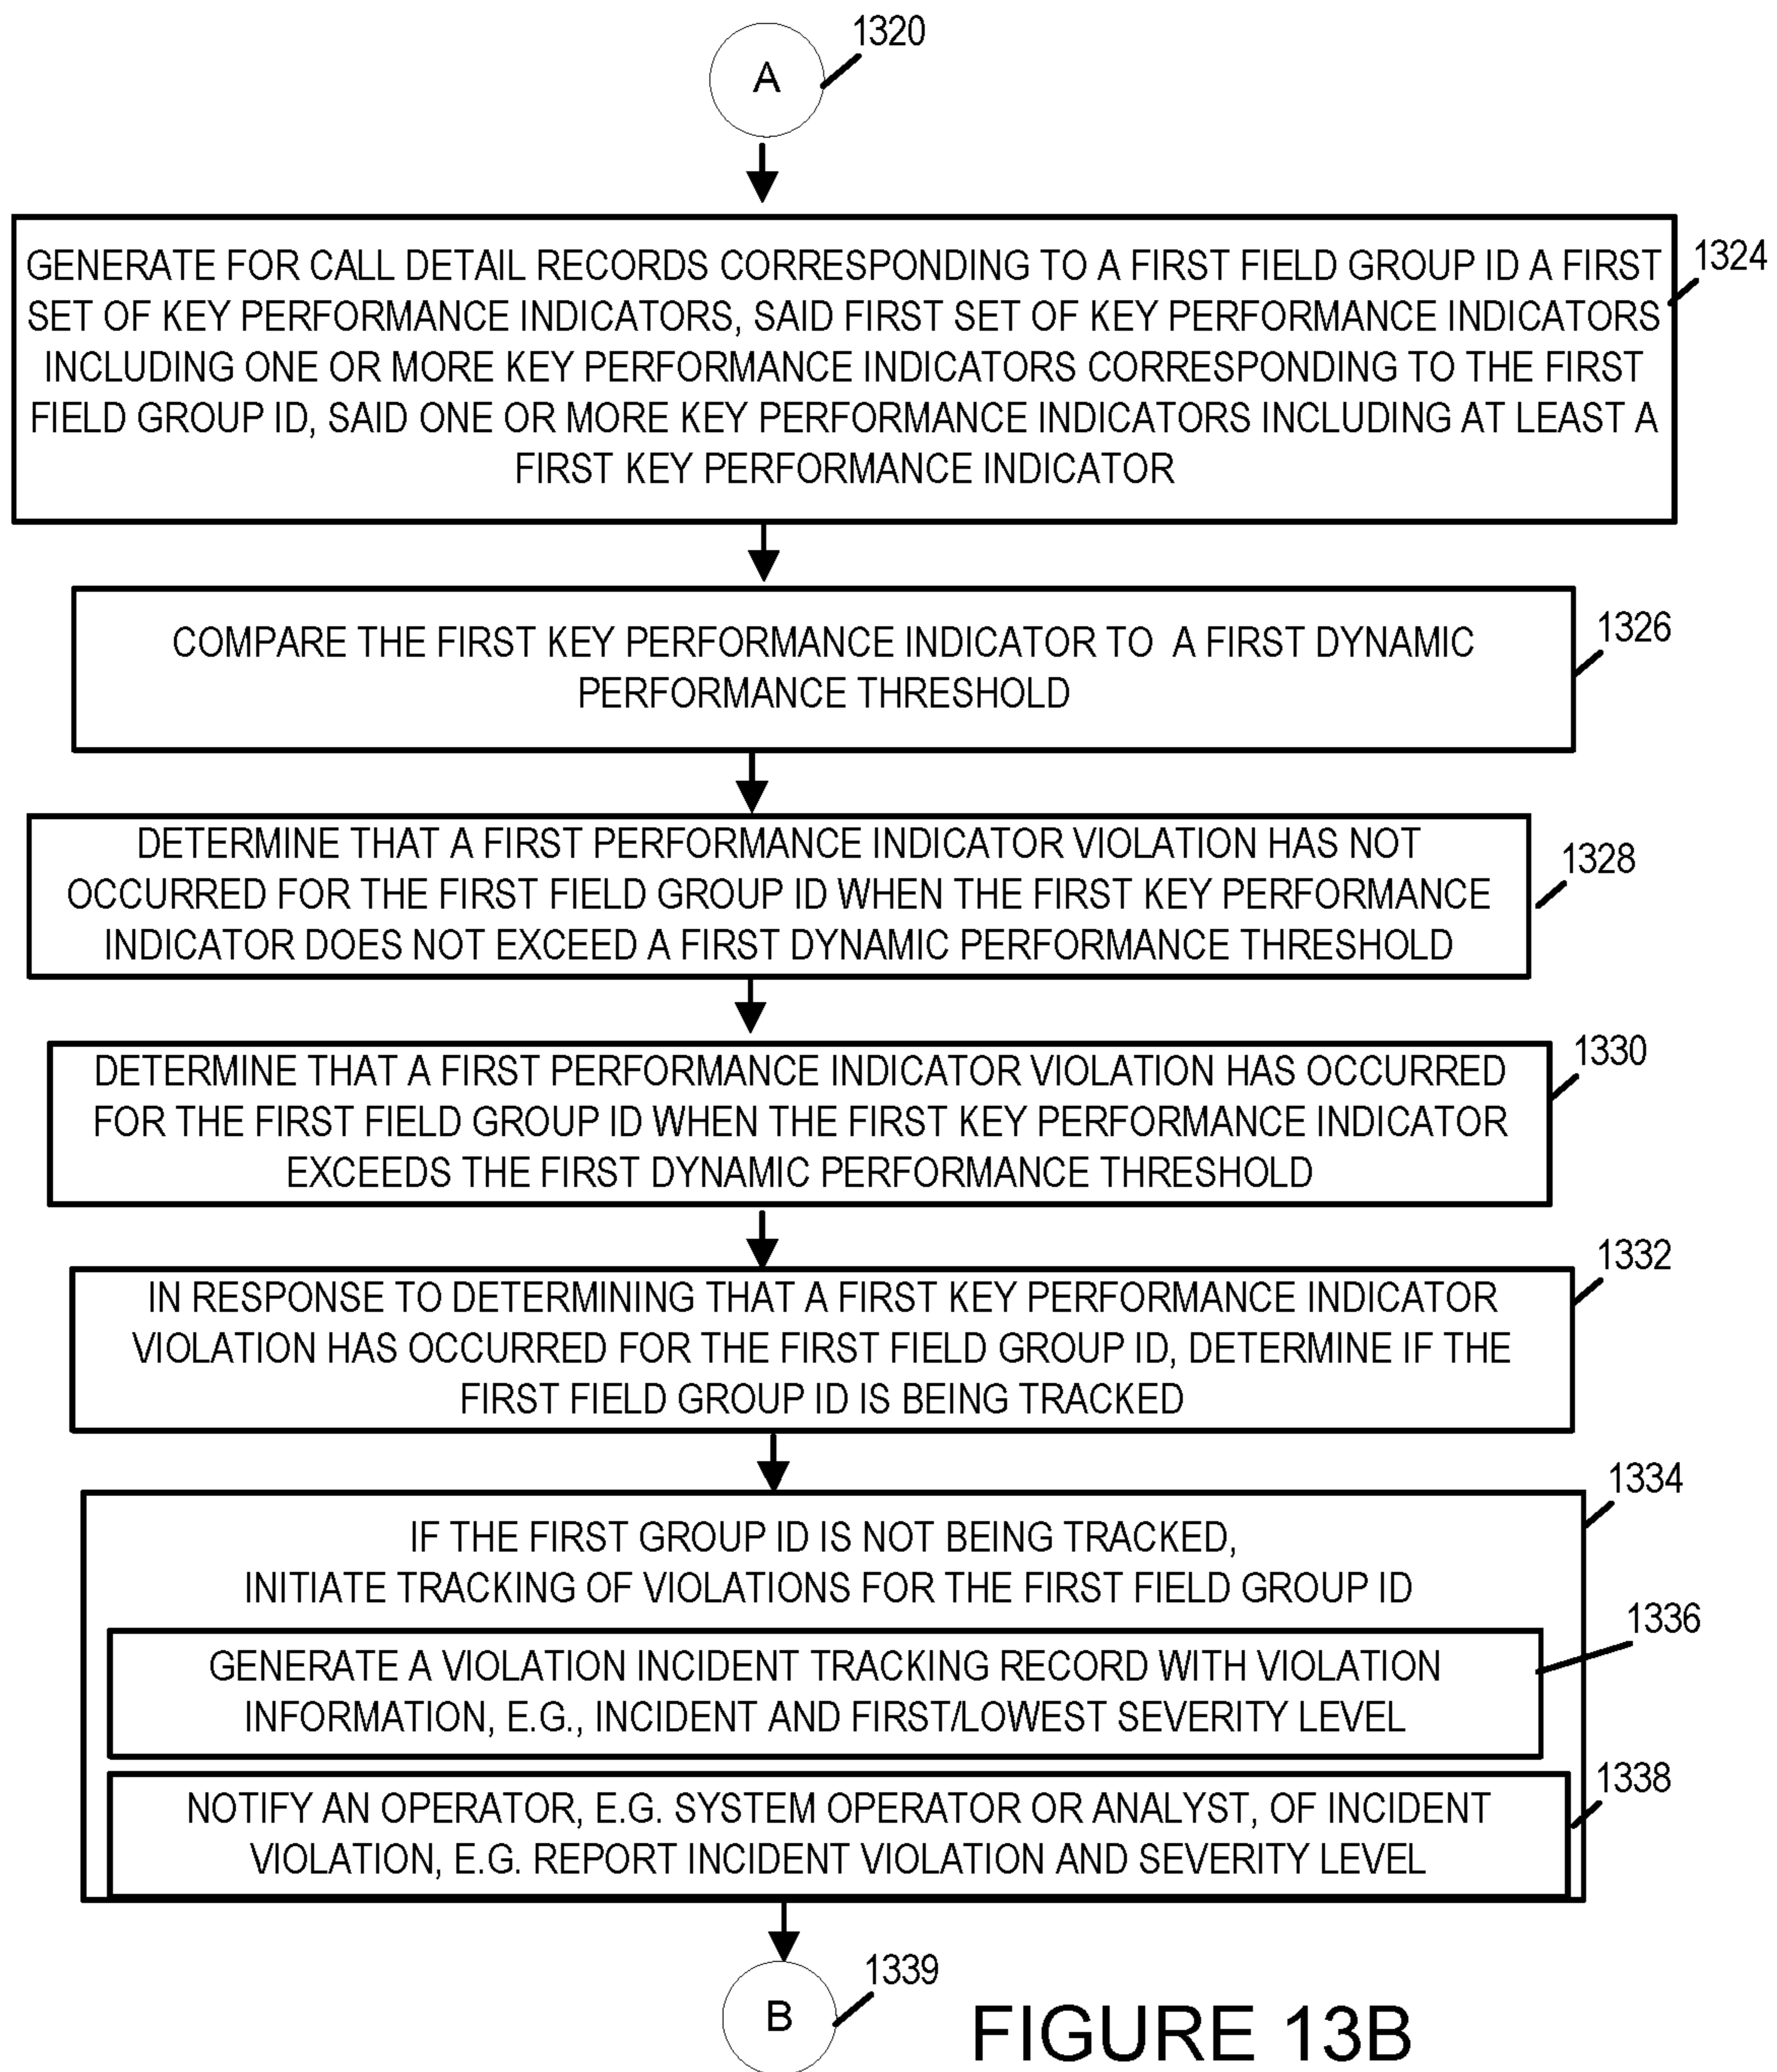 1320
A
GENERATE FOR CALL DETAIL RECORDS CORRESPONDING TO A FIRST FIELD GROUP ID A FIRST
1324
SET OF KEY PERFORMANCE INDICATORS, SAID FIRST SET OF KEY PERFORMANCE INDICATORS
INCLUDING ONE OR MORE KEY PERFORMANCE INDICATORS CORRESPONDING TO THE FIRST
FIELD GROUP ID, SAID ONE OR MORE KEY PERFORMANCE INDICATORS INCLUDING AT LEAST A
FIRST KEY PERFORMANCE INDICATOR
1326
COMPARE THE FIRST KEY PERFORMANCE INDICATOR TO A FIRST DYNAMIC
PERFORMANCE THRESHOLD
DETERMINE THAT A FIRST PERFORMANCE INDICATOR VIOLATION HAS NOT
1328
OCCURRED FOR THE FIRST FIELD GROUP ID WHEN THE FIRST KEY PERFORMANCE
INDICATOR DOES NOT EXCEED A FIRST DYNAMIC PERFORMANCE THRESHOLD
1330
DETERMINE THAT A FIRST PERFORMANCE INDICATOR VIOLATION HAS OCCURRED
FOR THE FIRST FIELD GROUP ID WHEN THE FIRST KEY PERFORMANCE INDICATOR
EXCEEDS THE FIRST DYNAMIC PERFORMANCE THRESHOLD
1332
IN RESPONSE TO DETERMINING THAT A FIRST KEY PERFORMANCE INDICATOR
VIOLATION HAS OCCURRED FOR THE FIRST FIELD GROUP ID, DETERMINE IF THE
FIRST FIELD GROUP ID IS BEING TRACKED
1334
IF THE FIRST GROUP ID IS NOT BEING TRACKED,
INITIATE TRACKING OF VIOLATIONS FOR THE FIRST FIELD GROUP ID
1336
GENERATE A VIOLATION INCIDENT TRACKING RECORD WITH VIOLATION
INFORMATION, E.G., INCIDENT AND FIRST/LOWEST SEVERITY LEVEL
1338
NOTIFY AN OPERATOR, E.G. SYSTEM OPERATOR OR ANALYST, OF INCIDENT
VIOLATION, E.G. REPORT INCIDENT VIOLATION AND SEVERITY LEVEL
1339
B
FIGURE 13B